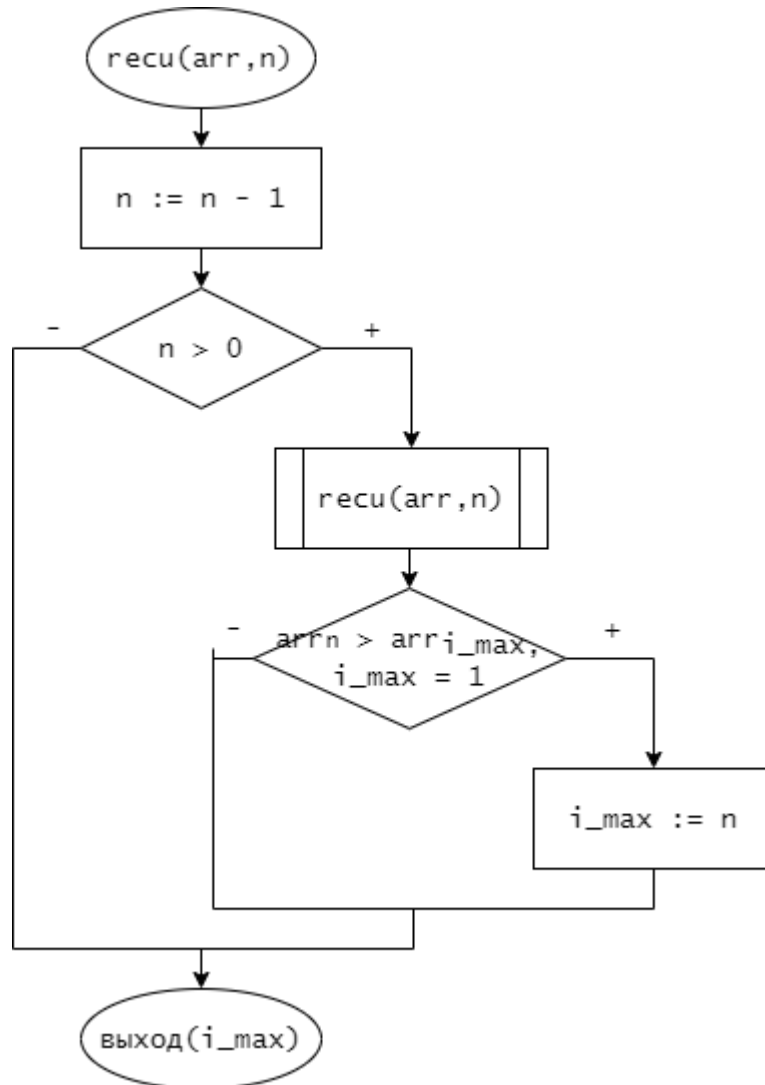 recu(arr,n)
n := n - 1
-
+
n > 0
recu(arr,n)
-
+
arrn > arri_max,
i_max = 1
i_max := n
выход(i_max)